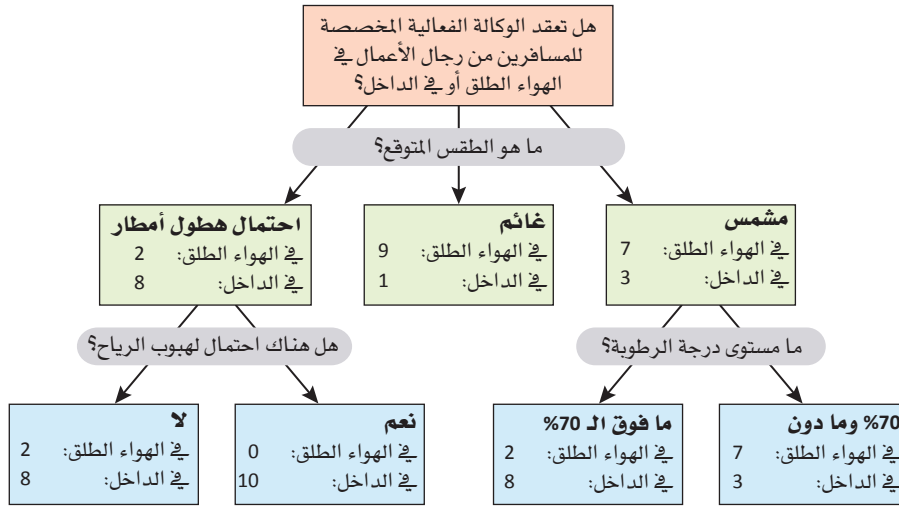 هل تعقد الوكالة الفعالية المخصصة
للمسافرين من رجال الأعمال في
الهواء الطلق أو في الداخل؟
ما هو الطقس المتوقع؟
مشمس
في الهواء الطلق: 7
في الداخل: 3
غائم
في الهواء الطلق: 9
في الداخل: 1
احتمال هطول أمطار
في الهواء الطلق: 2
في الداخل: 8
ما مستوى درجة الرطوبة؟
هل هناك احتمال لهبوب الرياح؟
70% وما دون
في الهواء الطلق: 7
في الداخل: 3
ما فوق الـ 70%
في الهواء الطلق: 2
في الداخل: 8
نعم
في الهواء الطلق: 0
في الداخل: 10
لا
في الهواء الطلق: 2
في الداخل: 8